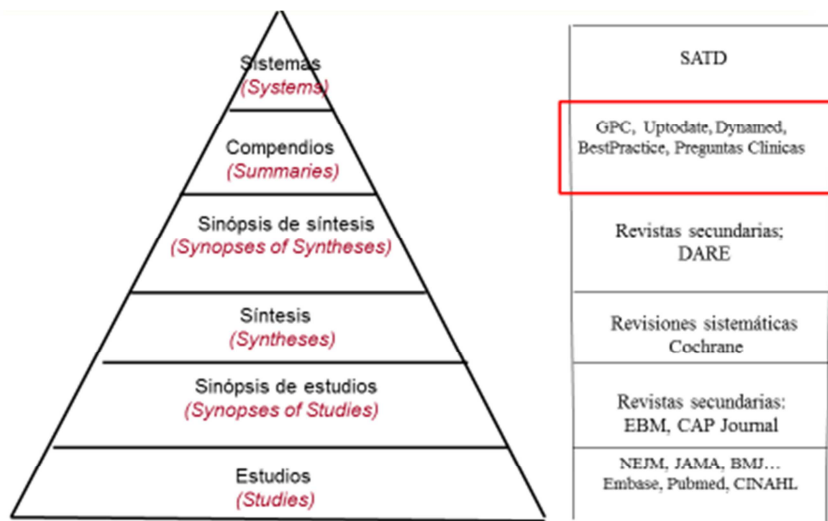 Sistemas
(Systems)
SATD
Compendios
(Summaries)
GPC, Uptodate, Dynamed,
BestPractice, Preguntas Clínicas
Sinópsis de síntesis
(Synopses of Syntheses)
Revistas secundarias;
DARE
Síntesis
(Syntheses)
Revisiones sistemáticas
Cochrane
Sinópsis de estudios
(Synopses of Studies)
Revistas secundarias:
EBM, CAP Journal
Estudios
(Studies)
NEJM, JAMA, BMJ...
Embase, Pubmed, CINAHL